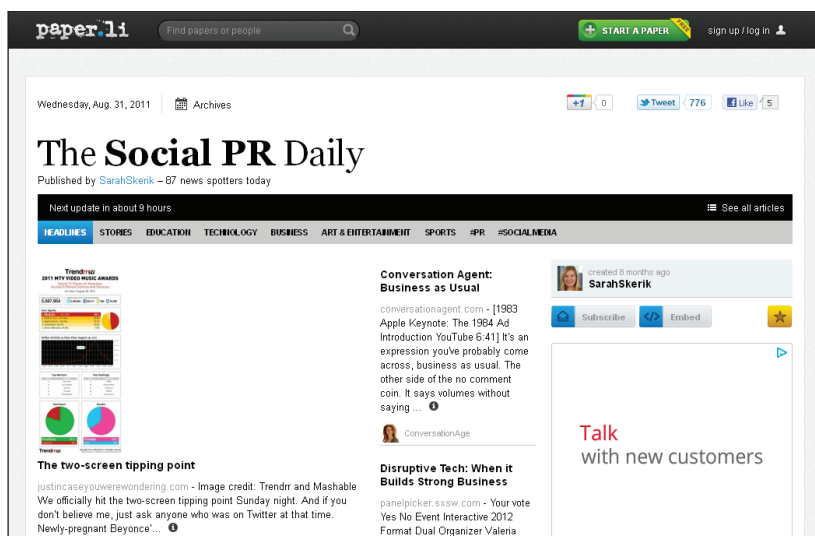 paper.li
Find papers or people
START A PAPER
FREE
sign up / log in
Wednesday, Aug. 31, 2011
Archives
+1 0
Tweet 776
Like 5
The Social PR Daily
Published by SarahSkerik – 87 news spotters today
Next update in about 9 hours
See all articles
HEADLINES STORIES EDUCATION TECHNOLOGY BUSINESS ART & ENTERTAINMENT SPORTS #PR #SOCIALMEDIA
Trendrr
2011 MTV VIDEO MUSIC AWARDS
The two-screen tipping point
justincaseyouwerewondering.com - Image credit: Trendrr and Mashable
We officially hit the two-screen tipping point Sunday night. And if you
don't believe me, just ask anyone who was on Twitter at that time.
Newly-pregnant Beyonce'...
Conversation Agent:
Business as Usual
conversationagent.com - [1983
Apple Keynote: The 1984 Ad
Introduction YouTube 6:41] It's an
expression you've probably come
across, business as usual. The
other side of the no comment
coin. It says volumes without
saying ...
ConversationAge
Disruptive Tech: When it
Builds Strong Business
panelpicker.sxsw.com - Your vote
Yes No Event Interactive 2012
Format Dual Organizer Valeria
created 8 months ago
SarahSkerik
Subscribe
Embed
Talk
with new customers